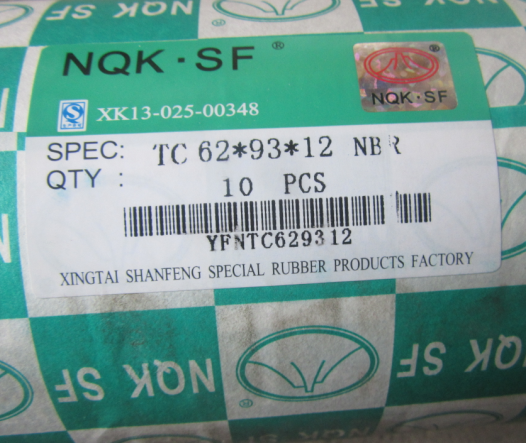 NQK·SF®
NQK·SF
XK13-025-00348
SPEC: TC 62*93*12 NBR
QTY : 10 PCS
YFNTC629312
XINGTAI SHANFENG SPECIAL RUBBER PRODUCTS FACTORY
NQK SF
NQK SF